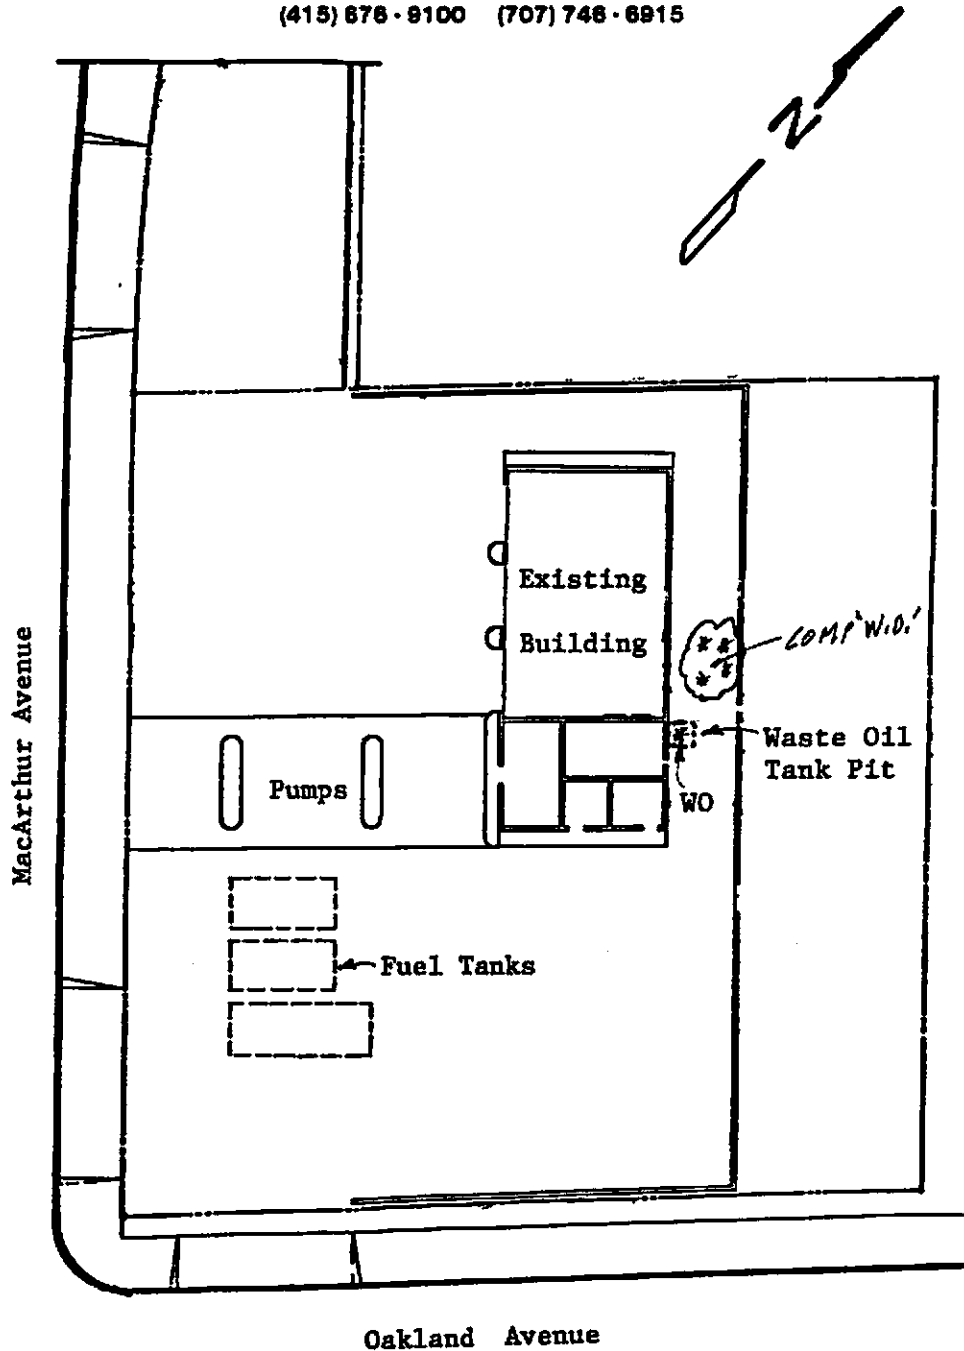 (415) 676 - 9100 (707) 746 - 6915
N
Existing
Building
COMP 'W.O.'
MacArthur Avenue
Waste Oil
Tank Pit
Pumps
WO
Fuel Tanks
Oakland Avenue